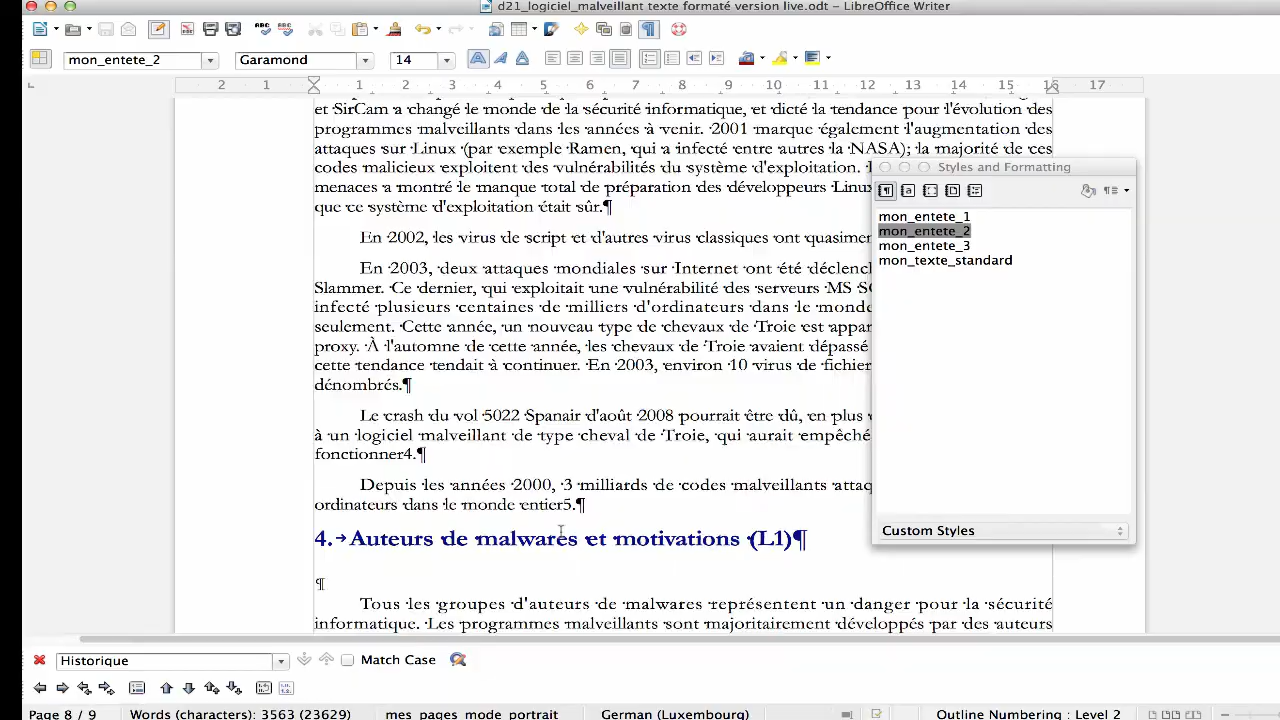 d21_logiciel_malveillant texte formaté version live.odt – LibreOffice Writer
mon_entete_2 Garamond 14
2 1 1 2 3 4 5 6 7 8 9 10 11 12 13 14 15 16 17
et SirCam a changé le monde de la sécurité informatique, et dicté la tendance pour l'évolution des
programmes malveillants dans les années à venir. 2001 marque également l'augmentation des
attaques sur Linux (par exemple Ramen, qui a infecté entre autres la NASA); la majorité de ces
codes malicieux exploitent des vulnérabilités du système d'exploitation.
menaces a montré le manque total de préparation des développeurs Linux
que ce système d'exploitation était sûr.¶
En 2002, les virus de script et d'autres virus classiques ont quasimen
En 2003, deux attaques mondiales sur Internet ont été déclenc
Slammer. Ce dernier, qui exploitait une vulnérabilité des serveurs MS
infecté plusieurs centaines de milliers d'ordinateurs dans le monde
seulement. Cette année, un nouveau type de chevaux de Troie est appar
proxy. À l'automne de cette année, les chevaux de Troie avaient dépassé
cette tendance tendait à continuer. En 2003, environ 10 virus de fichier
dénombrés.¶
Le crash du vol 5022 Spanair d'août 2008 pourrait être dû, en plus
à un logiciel malveillant de type cheval de Troie, qui aurait empêché
fonctionner4.¶
Depuis les années 2000, 3 milliards de codes malveillants attaq
ordinateurs dans le monde entier5.¶
4.→Auteurs de malwares et motivations (L1)¶
¶
Tous les groupes d'auteurs de malwares représentent un danger pour la sécurité
informatique. Les programmes malveillants sont majoritairement développés par des auteurs
Styles and Formatting
mon_entete_1
mon_entete_2
mon_entete_3
mon_texte_standard
Custom Styles
Historique Match Case
Page 8 / 9 Words (characters): 3563 (23629) mes_pages_mode_portrait German (Luxembourg) Outline Numbering : Level 2